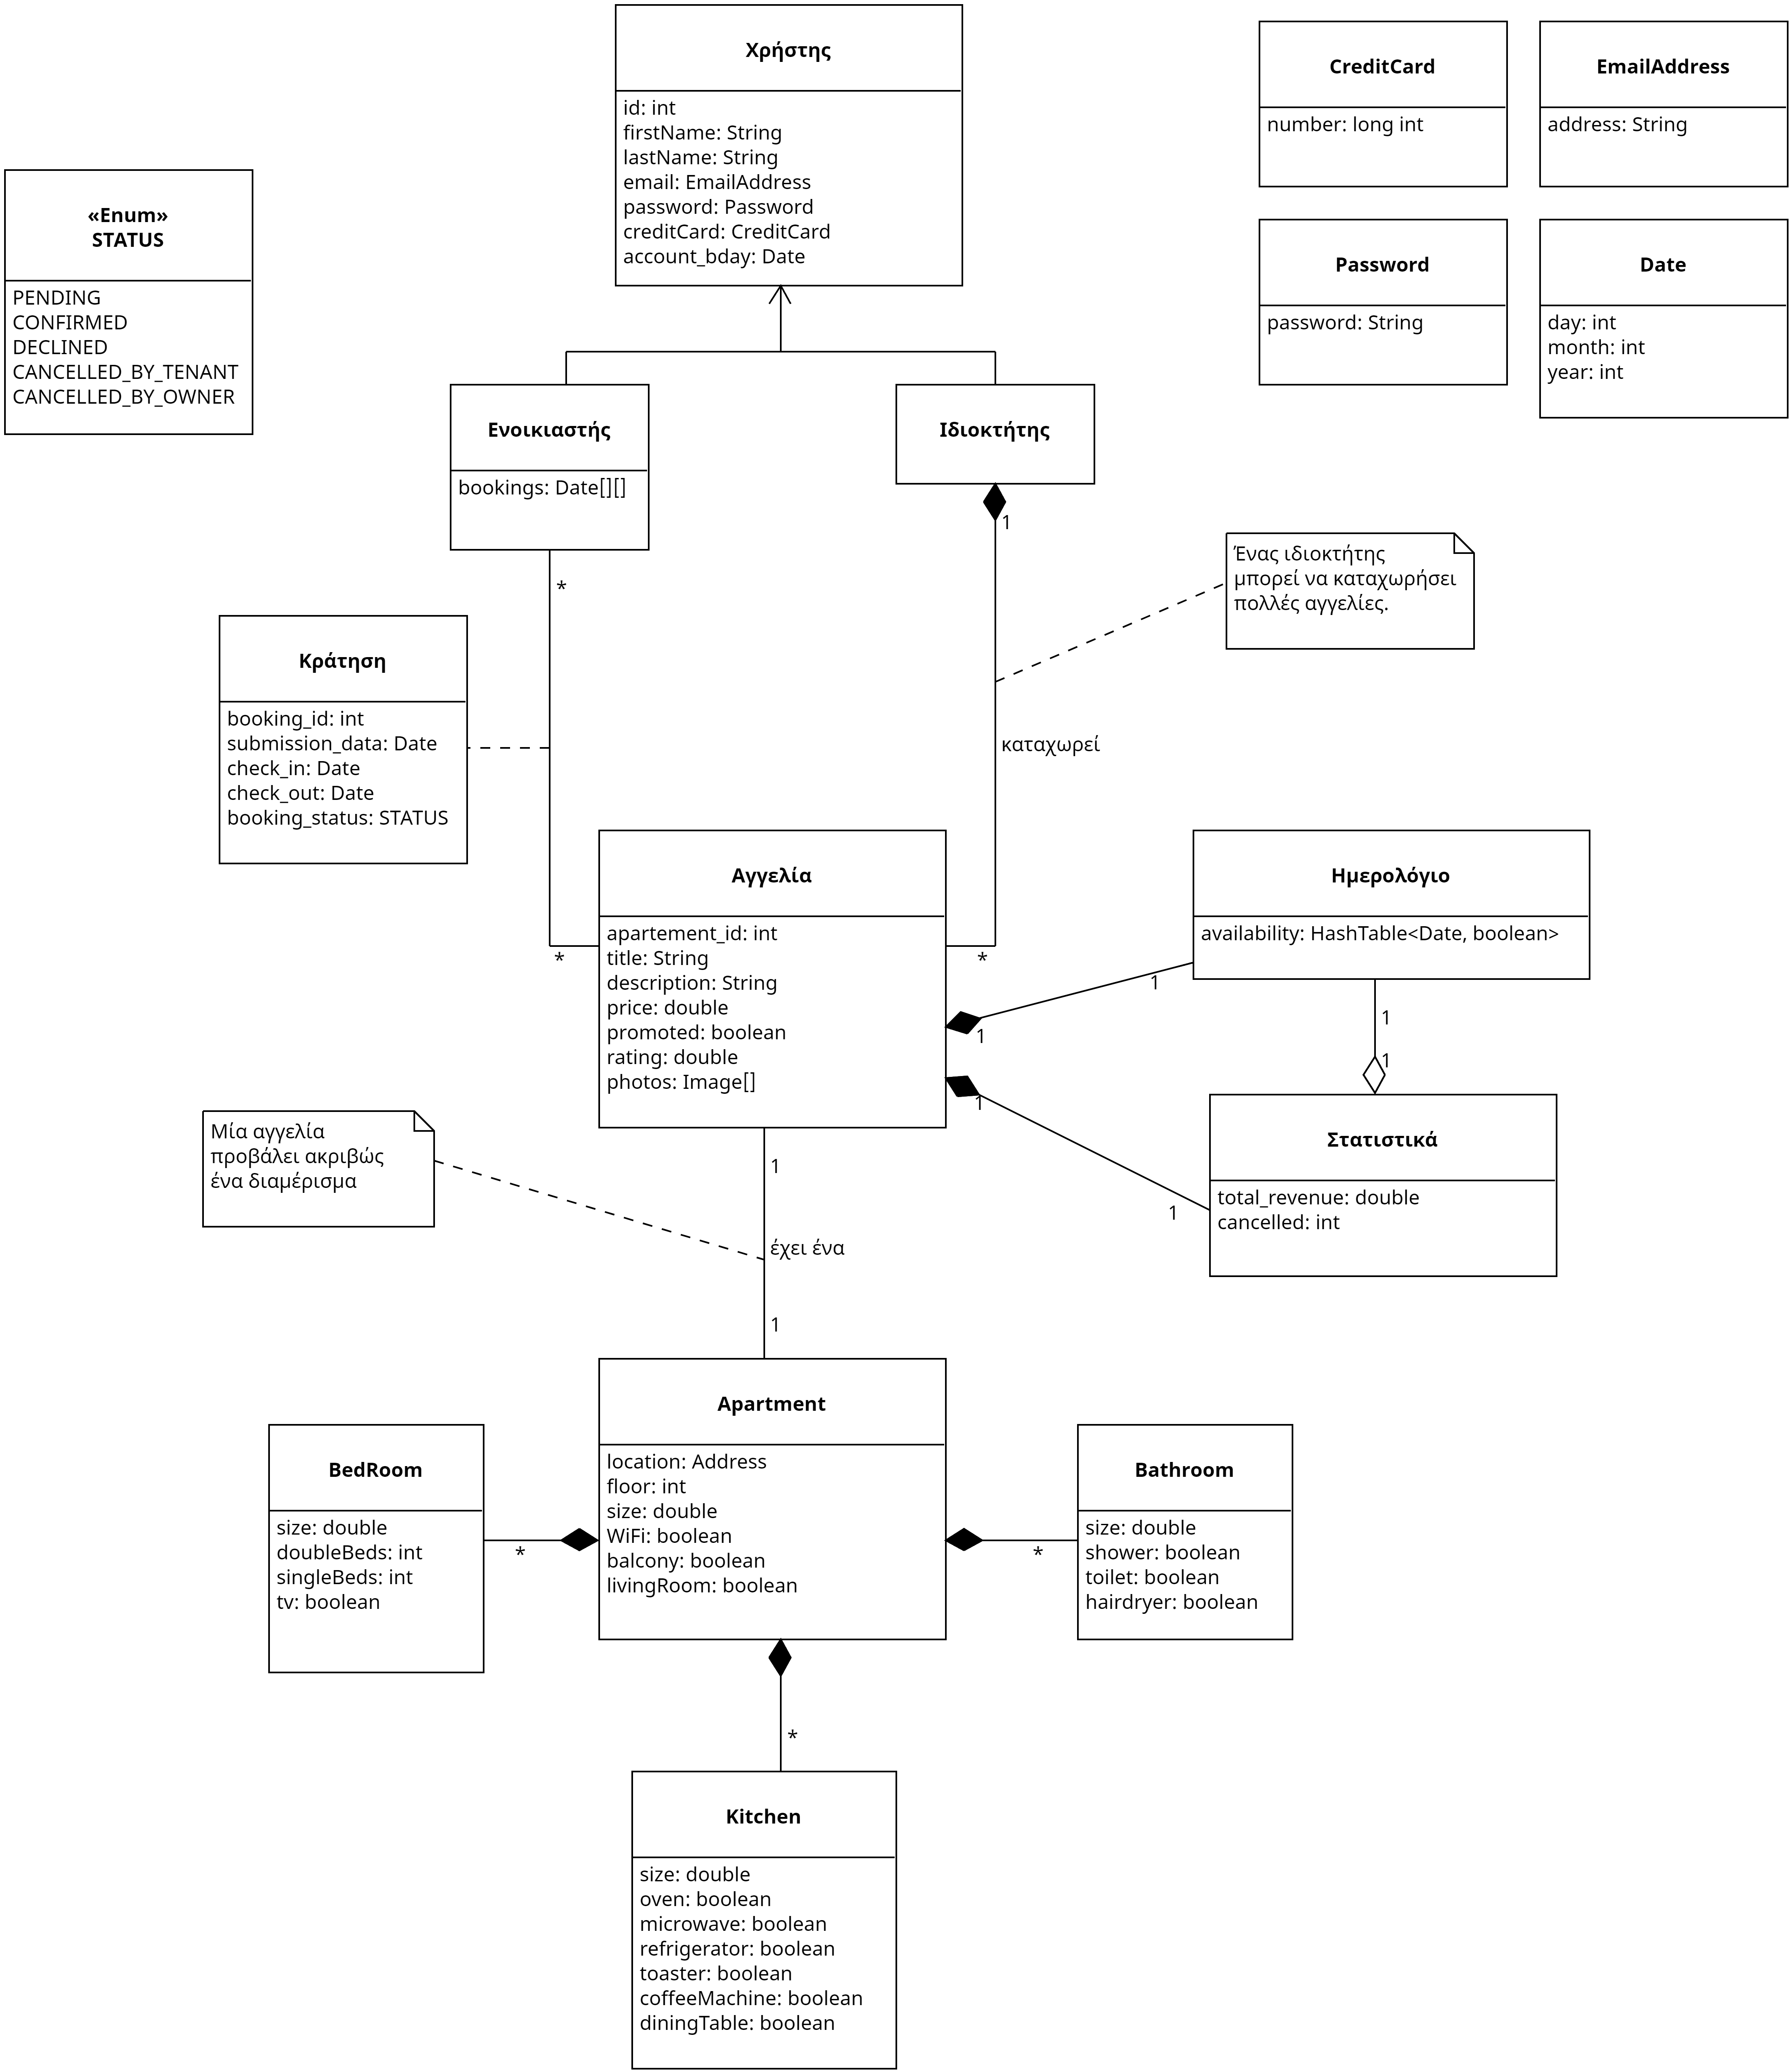 Χρήστης
id: int
firstName: String
lastName: String
email: EmailAddress
password: Password
creditCard: CreditCard
account_bday: Date
CreditCard
number: long int
EmailAddress
address: String
«Enum»
STATUS
PENDING
CONFIRMED
DECLINED
CANCELLED_BY_TENANT
CANCELLED_BY_OWNER
Password
password: String
Date
day: int
month: int
year: int
Ενοικιαστής
bookings: Date[][]
Ιδιοκτήτης
1
Ένας ιδιοκτήτης
μπορεί να καταχωρήσει
πολλές αγγελίες.
*
Κράτηση
booking_id: int
submission_data: Date
check_in: Date
check_out: Date
booking_status: STATUS
καταχωρεί
Αγγελία
apartement_id: int
title: String
description: String
price: double
promoted: boolean
rating: double
photos: Image[]
*
*
Ημερολόγιο
availability: HashTable<Date, boolean>
1
1
1
1
1
1
Στατιστικά
total_revenue: double
cancelled: int
Μία αγγελία
προβάλει ακριβώς
ένα διαμέρισμα
1
έχει ένα
1
Apartment
location: Address
floor: int
size: double
WiFi: boolean
balcony: boolean
livingRoom: boolean
BedRoom
size: double
doubleBeds: int
singleBeds: int
tv: boolean
*
*
Bathroom
size: double
shower: boolean
toilet: boolean
hairdryer: boolean
*
Kitchen
size: double
oven: boolean
microwave: boolean
refrigerator: boolean
toaster: boolean
coffeeMachine: boolean
diningTable: boolean